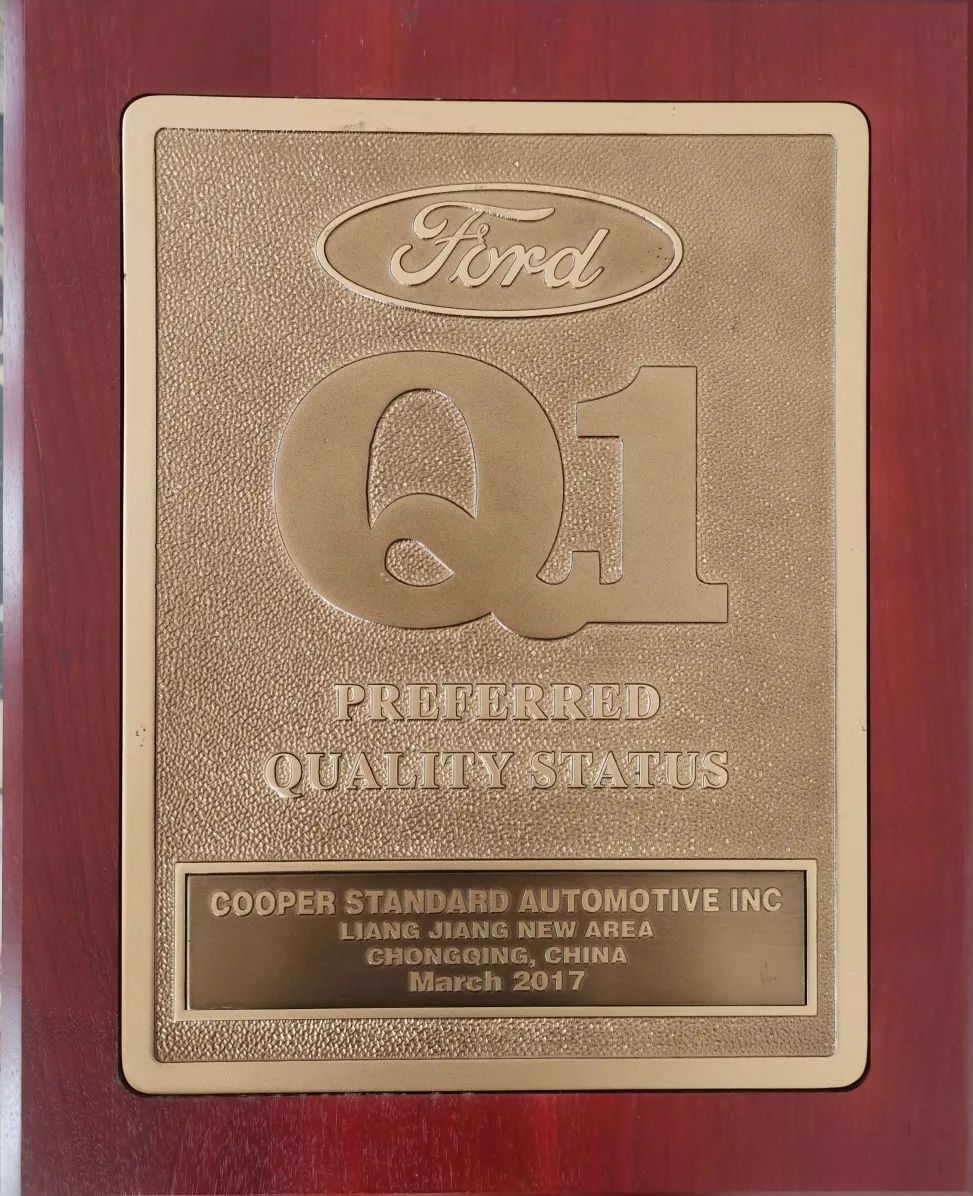 Ford
Q1
PREFERRED
QUALITY STATUS
COOPER STANDARD AUTOMOTIVE INC
LIANG JIANG NEW AREA
CHONGQING, CHINA
March 2017